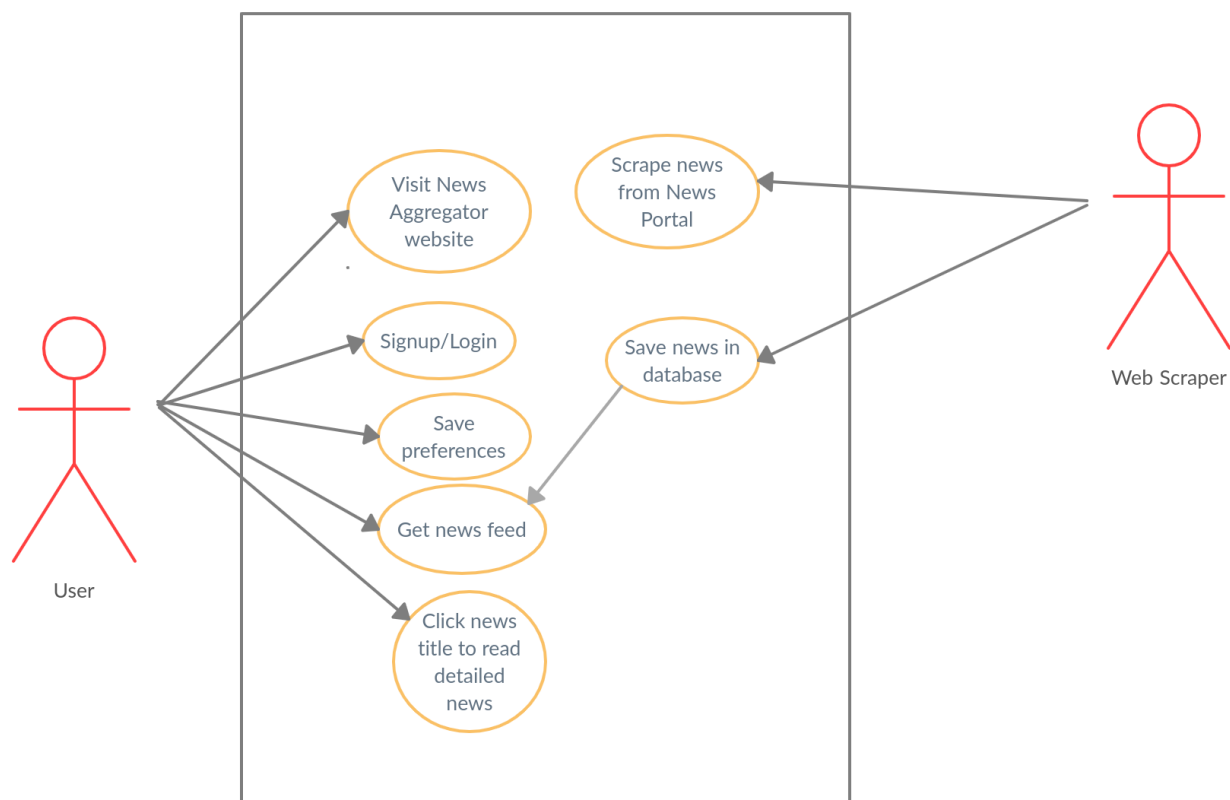 Visit News
Aggregator
website
Scrape news
from News
Portal
Signup/Login
Save news in
database
Web Scraper
Save
preferences
Get news feed
User
Click news
title to read
detailed
news